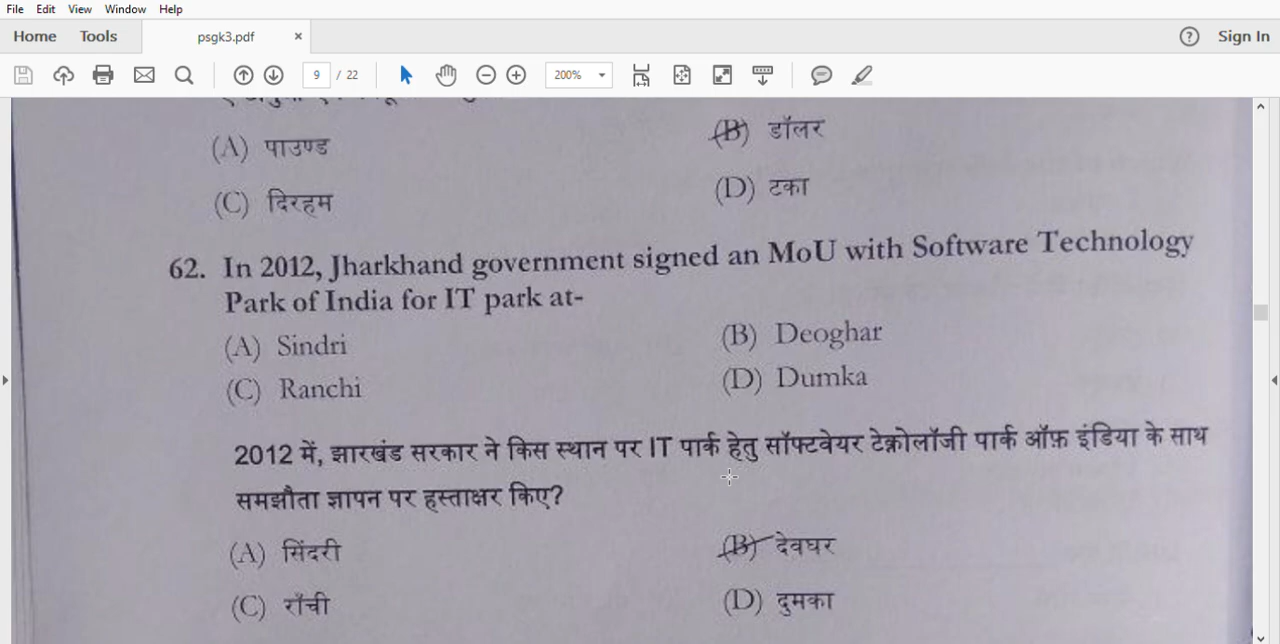 File Edit View Window Help
Home Tools psgk3.pdf × ? Sign In
9 / 22 200%
(A) पाउण्ड (B) डॉलर
(C) दिरहम (D) टका
62. In 2012, Jharkhand government signed an MoU with Software Technology
Park of India for IT park at-
(A) Sindri (B) Deoghar
(C) Ranchi (D) Dumka
2012 में, झारखंड सरकार ने किस स्थान पर IT पार्क हेतु सॉफ्टवेयर टेक्नोलॉजी पार्क ऑफ़ इंडिया के साथ
समझौता ज्ञापन पर हस्ताक्षर किए?
(A) सिंदरी (B) देवघर
(C) राँची (D) दुमका